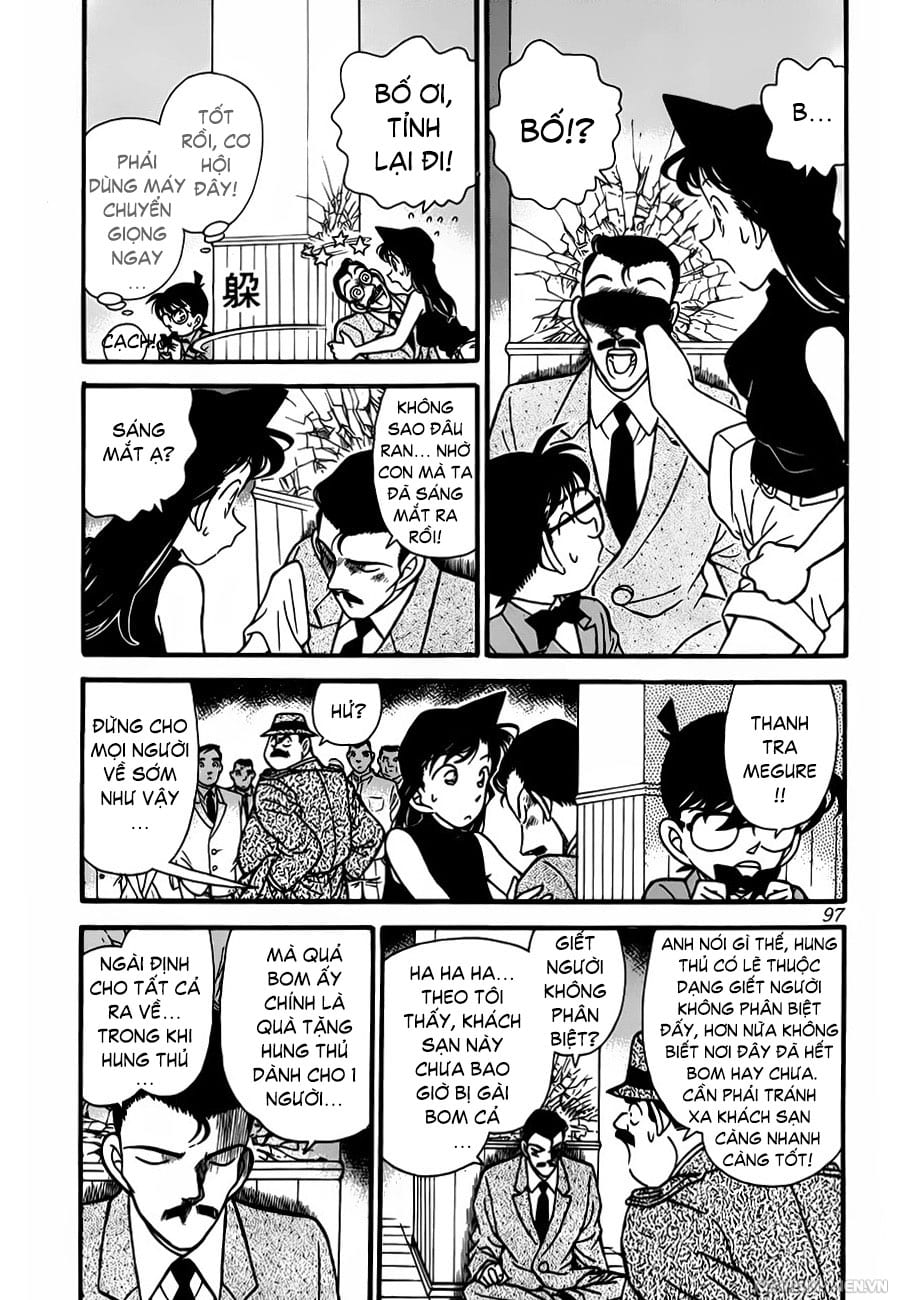 B...
BỐ!?
BỐ ƠI,
TỈNH
LẠI ĐI!
TỐT
RỒI, CƠ
HỘI
ĐÂY!
PHẢI
DÙNG MÁY
CHUYỂN
GIỌNG
NGAY
...
躲
CẠCH!
KHÔNG
SAO ĐÂU
RAN... NHỜ
CON MÀ TA
ĐÃ SÁNG
MẮT RA
RỒI!
SÁNG
MẮT Ạ?
THANH
TRA
MEGURE
!!
HỬ?
ĐỪNG CHO
MỌI NGƯỜI
VỀ SỚM
NHƯ VẬY
...
97
ANH NÓI GÌ THẾ, HUNG
THỦ CÓ LẼ THUỘC
DẠNG GIẾT NGƯỜI
KHÔNG PHÂN BIỆT
ĐẤY, HƠN NỮA KHÔNG
BIẾT NƠI ĐÂY ĐÃ HẾT
BOM HAY CHƯA.
CẦN PHẢI TRÁNH
XA KHÁCH SẠN
CÀNG NHANH
CÀNG TỐT!
GIẾT
NGƯỜI
KHÔNG
PHÂN
BIỆT?
HA HA HA...
THEO TÔI
THẤY, KHÁCH
SẠN NÀY
CHƯA BAO
GIỜ BỊ GÀI
BOM CẢ
...
MÀ QUẢ
BOM ẤY
CHÍNH LÀ
QUÀ TẶNG
HUNG THỦ
DÀNH CHO 1
NGƯỜI...
NGÀI ĐỊNH
CHO TẤT CẢ
RA VỀ...
TRONG KHI
HUNG THỦ
...